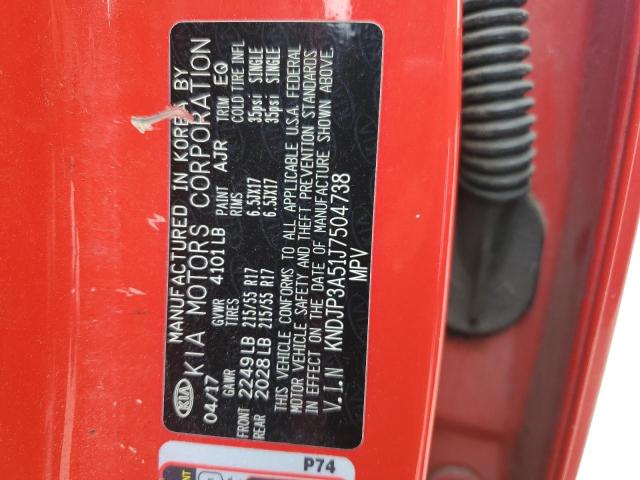 KIA MANUFACTURED IN KOREA BY
KIA MOTORS CORPORATION
04/17 GVWR 4101LB PAINT AJR TRIM EQ
GAWR TIRES RIMS COLD TIRE INFL
FRONT 2249LB 215/55 R17 6.5JX17 35psi SINGLE
REAR 2028LB 215/55 R17 6.5JX17 35psi SINGLE
THIS VEHICLE CONFORMS TO ALL APPLICABLE U.S.A. FEDERAL
MOTOR VEHICLE SAFETY AND THEFT PREVENTION STANDARDS
IN EFFECT ON THE DATE OF MANUFACTURE SHOWN ABOVE.
V.I.N KNDJP3A51J7504738
MPV
P74